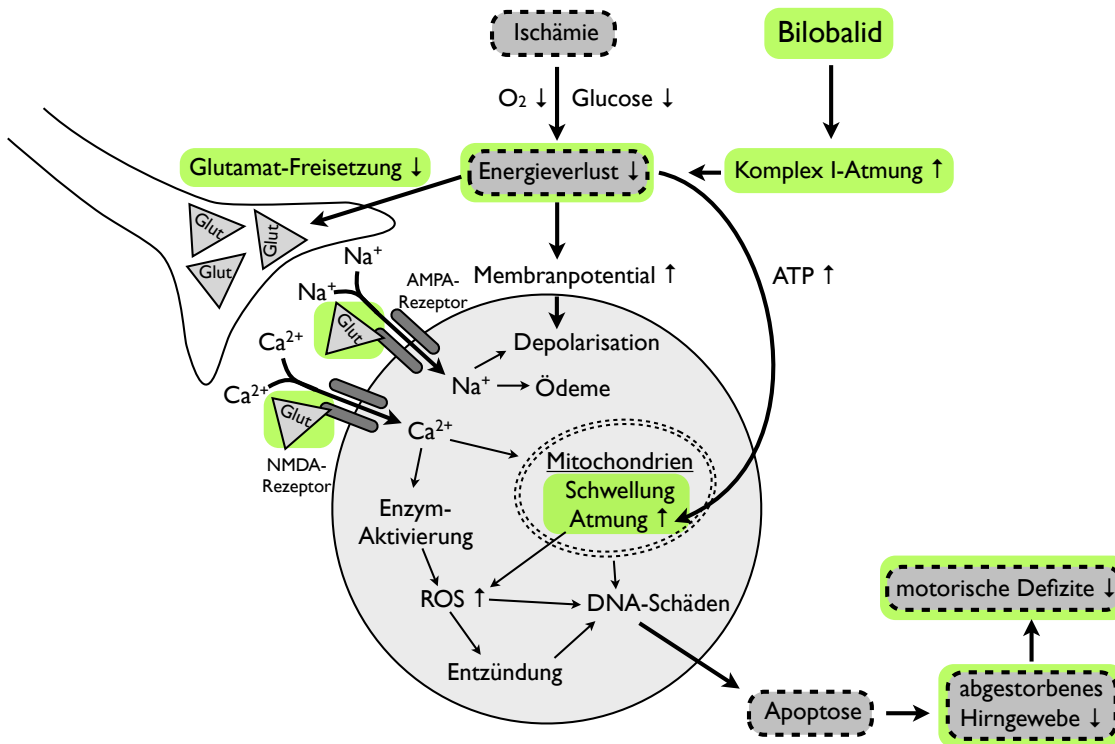 Ischämie
Bilobalid
O₂ ↓ Glucose ↓
Glutamat-Freisetzung ↓
Energieverlust ↓
Komplex I-Atmung ↑
Glut
Glut
Glut
Na⁺
Na⁺
AMPA-
Rezeptor
Glut
Membranpotential ↑
ATP ↑
Ca²⁺
Ca²⁺
Glut
NMDA-
Rezeptor
Na⁺
Depolarisation
Ödeme
Ca²⁺
Mitochondrien
Schwellung
Atmung ↑
Enzym-
Aktivierung
ROS ↑
DNA-Schäden
Entzündung
Apoptose
abgestorbenes
Hirngewebe ↓
motorische Defizite ↓